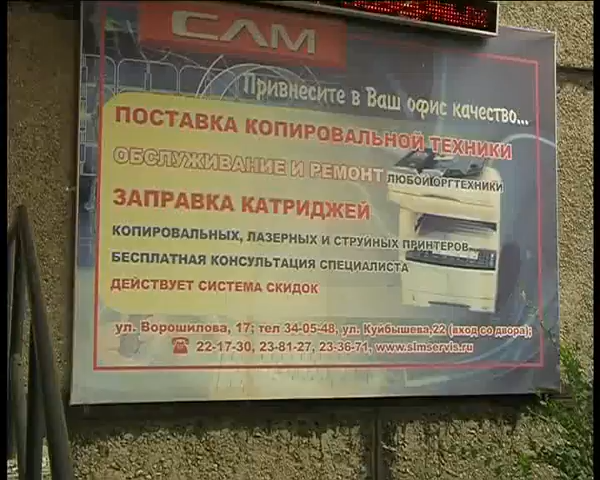 СЛМ
Привнесите в Ваш офис качество...
ПОСТАВКА КОПИРОВАЛЬНОЙ ТЕХНИКИ
ОБСЛУЖИВАНИЕ И РЕМОНТ ЛЮБОЙ ОРГТЕХНИКИ
ЗАПРАВКА КАТРИДЖЕЙ
КОПИРОВАЛЬНЫХ, ЛАЗЕРНЫХ И СТРУЙНЫХ ПРИНТЕРОВ
БЕСПЛАТНАЯ КОНСУЛЬТАЦИЯ СПЕЦИАЛИСТА
ДЕЙСТВУЕТ СИСТЕМА СКИДОК
ул. Ворошилова, 17; тел 34-05-48, ул. Куйбышева,22 (вход со двора);
22-17-30, 23-81-27, 23-36-71, www.slmservis.ru